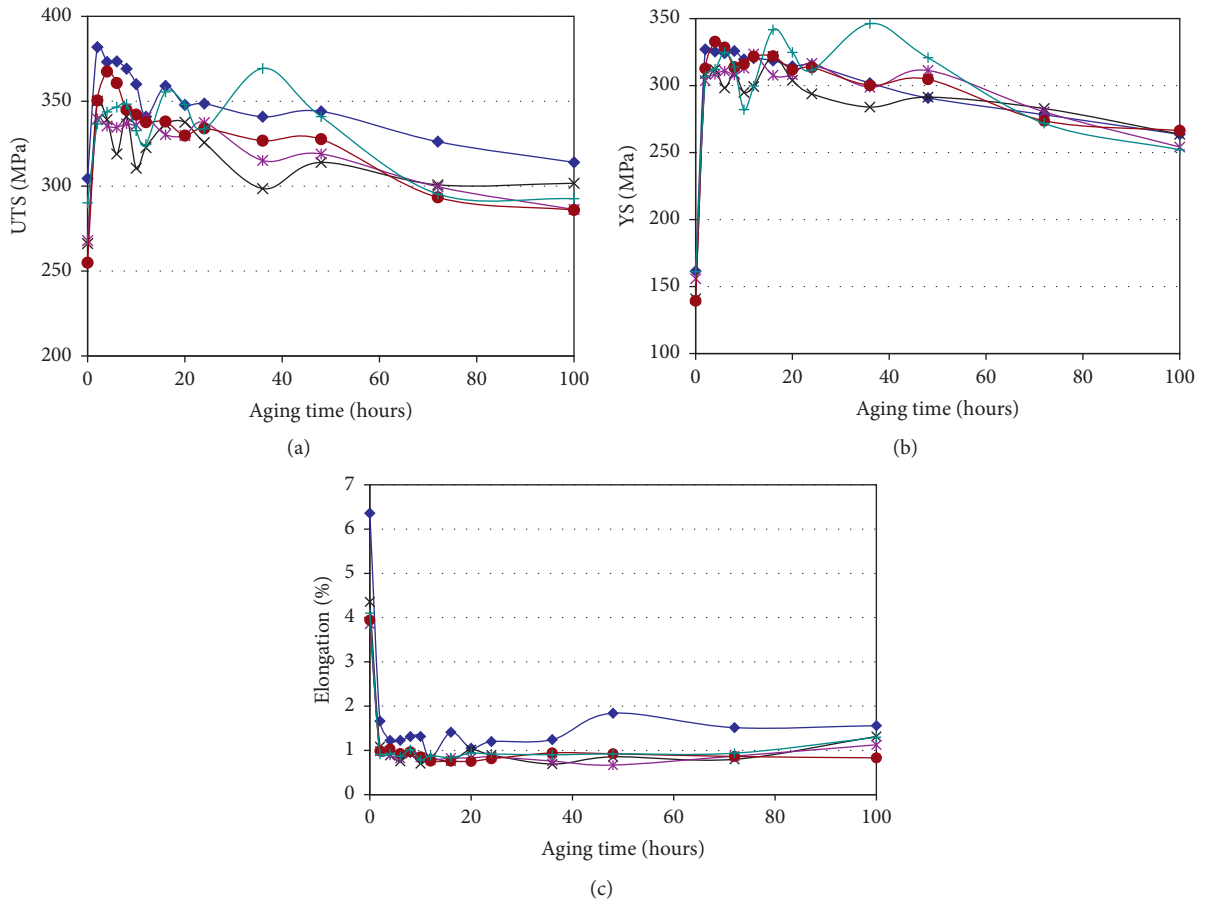 400
350
300
250
200
UTS (MPa)
0 20 40 60 80 100
Aging time (hours)
(a)
350
300
250
200
150
100
YS (MPa)
0 20 40 60 80 100
Aging time (hours)
(b)
7
6
5
4
3
2
1
0
Elongation (%)
0 20 40 60 80 100
Aging time (hours)
(c)